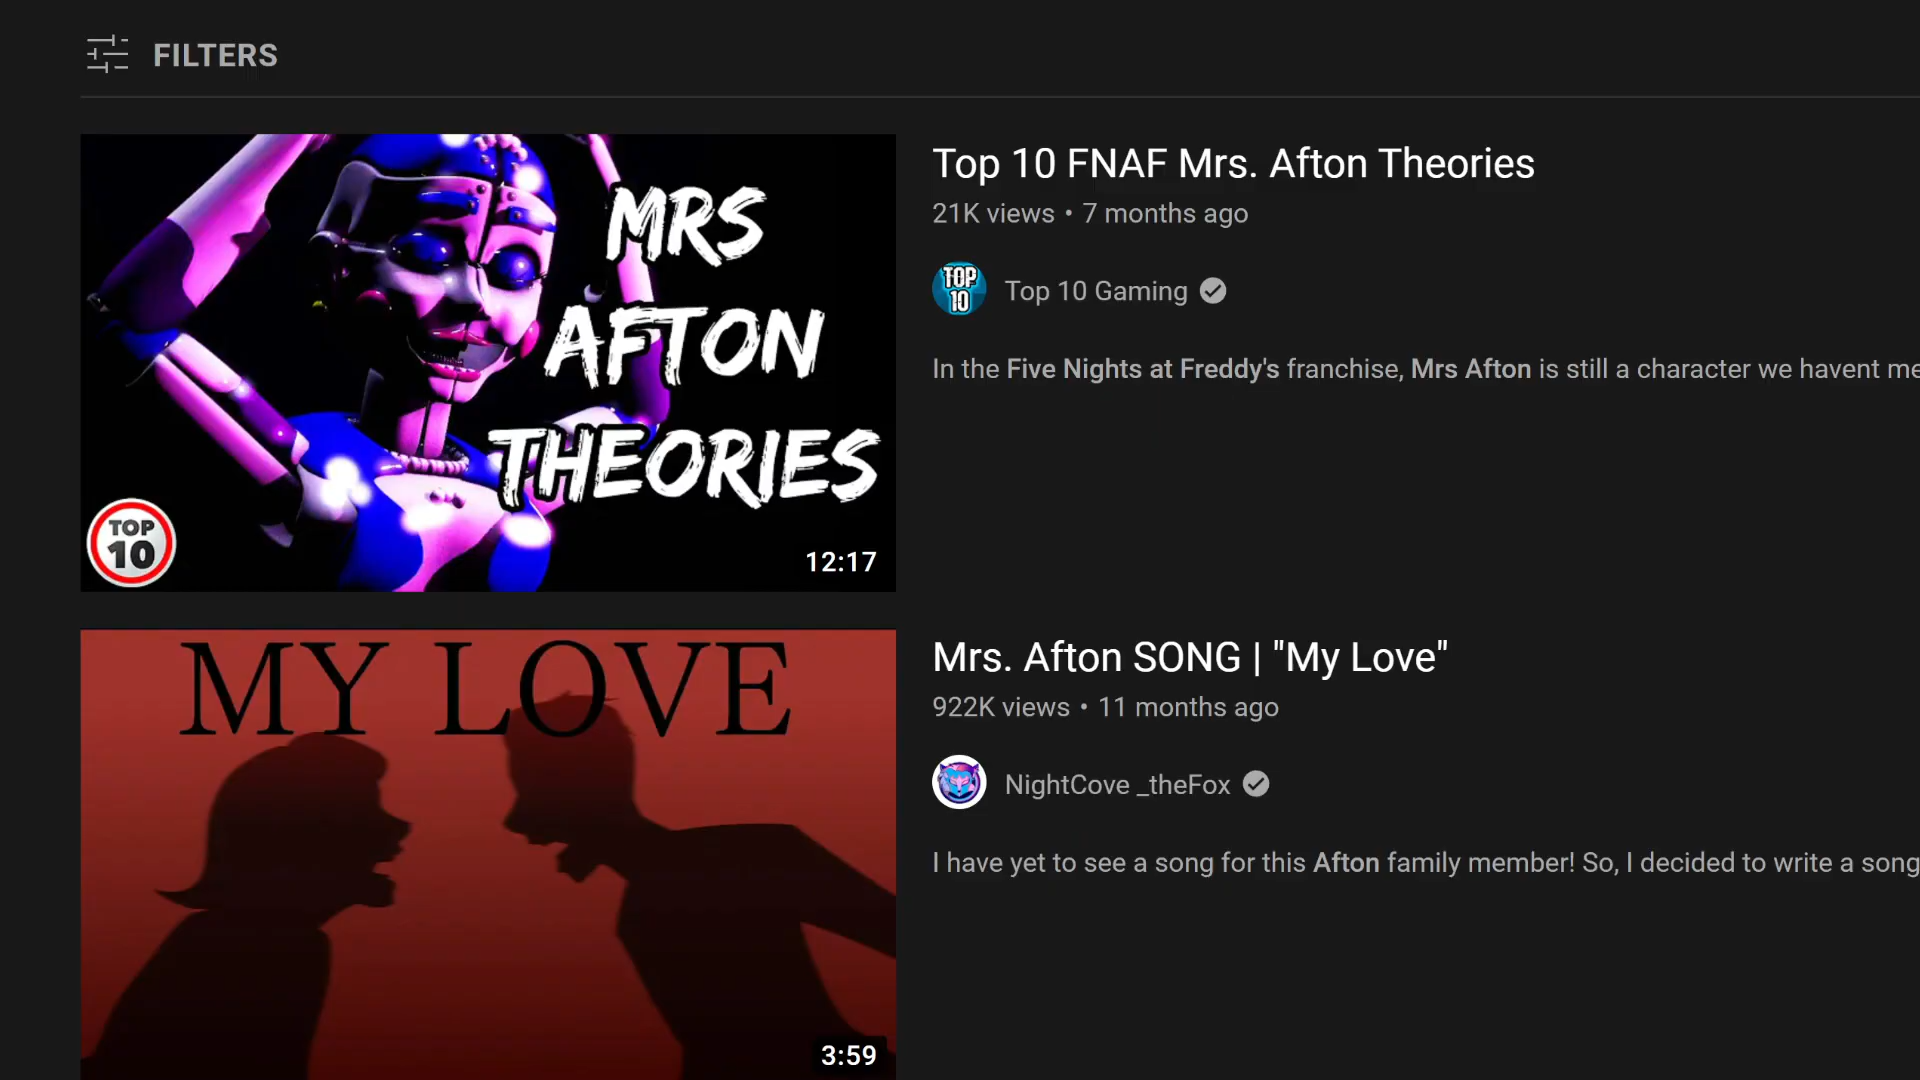 FILTERS
MRS
AFTON
THEORIES
TOP
10
12:17
Top 10 FNAF Mrs. Afton Theories
21K views • 7 months ago
TOP
10
Top 10 Gaming
In the Five Nights at Freddy's franchise, Mrs Afton is still a character we havent me
MY LOVE
3:59
Mrs. Afton SONG | "My Love"
922K views • 11 months ago
NightCove _theFox
I have yet to see a song for this Afton family member! So, I decided to write a song